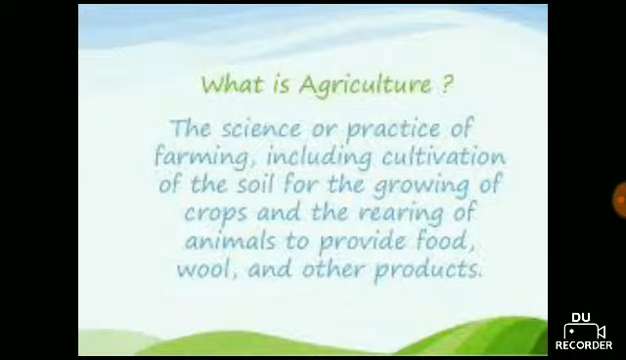 What is Agriculture ?
The science or practice of
farming, including cultivation
of the soil for the growing of
crops and the rearing of
animals to provide food,
wool, and other products.
DU
RECORDER